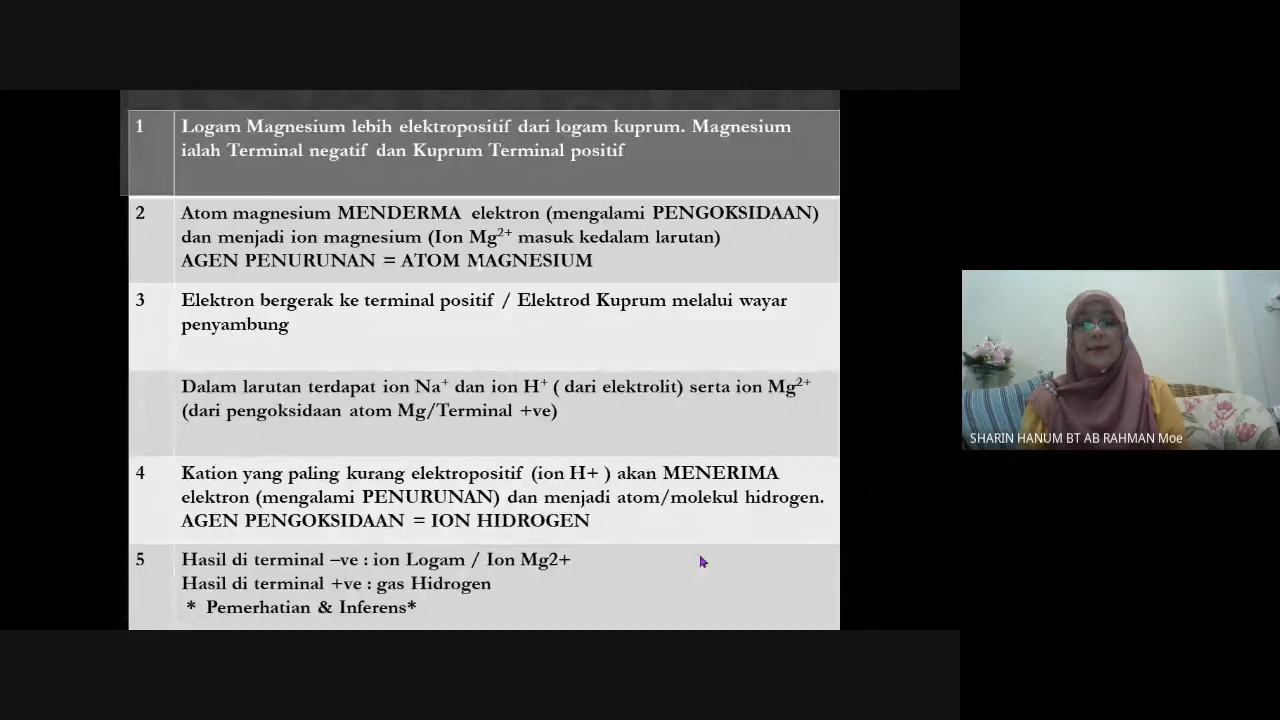 1
Logam Magnesium lebih elektropositif dari logam kuprum. Magnesium
ialah Terminal negatif dan Kuprum Terminal positif
2
Atom magnesium MENDERMA elektron (mengalami PENGOKSIDAAN)
dan menjadi ion magnesium (Ion Mg²⁺ masuk kedalam larutan)
AGEN PENURUNAN = ATOM MAGNESIUM
3
Elektron bergerak ke terminal positif / Elektrod Kuprum melalui wayar
penyambung
Dalam larutan terdapat ion Na⁺ dan ion H⁺ ( dari elektrolit) serta ion Mg²⁺
(dari pengoksidaan atom Mg/Terminal +ve)
4
Kation yang paling kurang elektropositif (ion H+ ) akan MENERIMA
elektron (mengalami PENURUNAN) dan menjadi atom/molekul hidrogen.
AGEN PENGOKSIDAAN = ION HIDROGEN
5
Hasil di terminal –ve : ion Logam / Ion Mg2+
Hasil di terminal +ve : gas Hidrogen
* Pemerhatian & Inferens*
SHARIN HANUM BT AB RAHMAN Moe